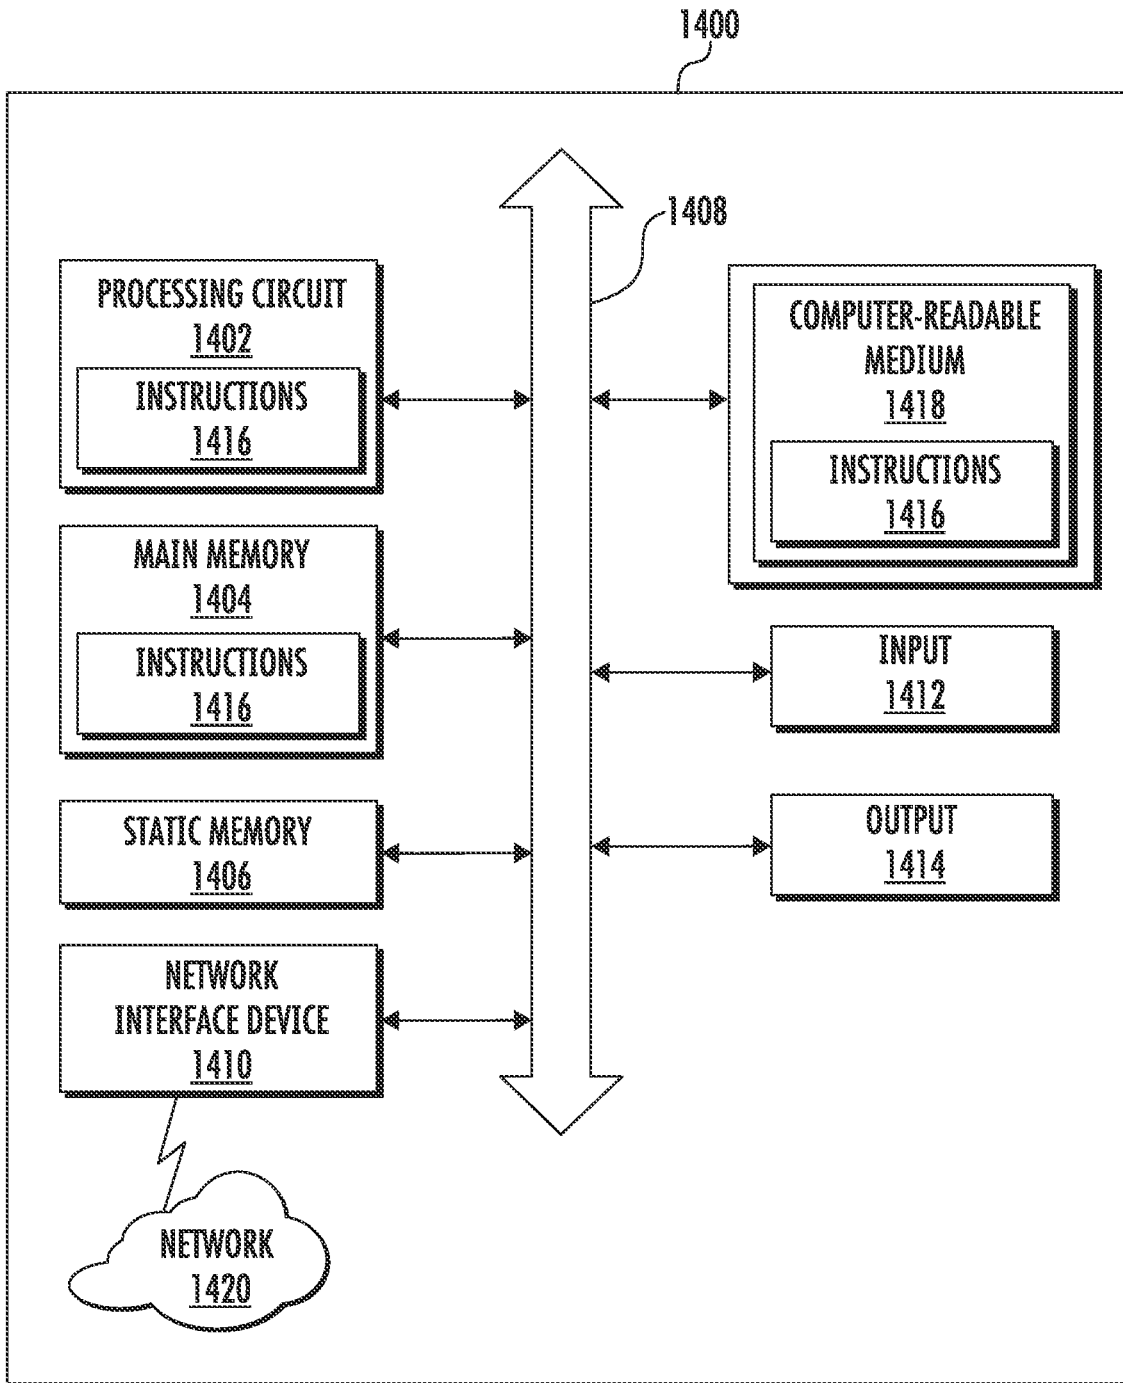 1400
1408
PROCESSING CIRCUIT
1402
INSTRUCTIONS
1416
MAIN MEMORY
1404
INSTRUCTIONS
1416
STATIC MEMORY
1406
NETWORK
INTERFACE DEVICE
1410
NETWORK
1420
COMPUTER-READABLE
MEDIUM
1418
INSTRUCTIONS
1416
INPUT
1412
OUTPUT
1414